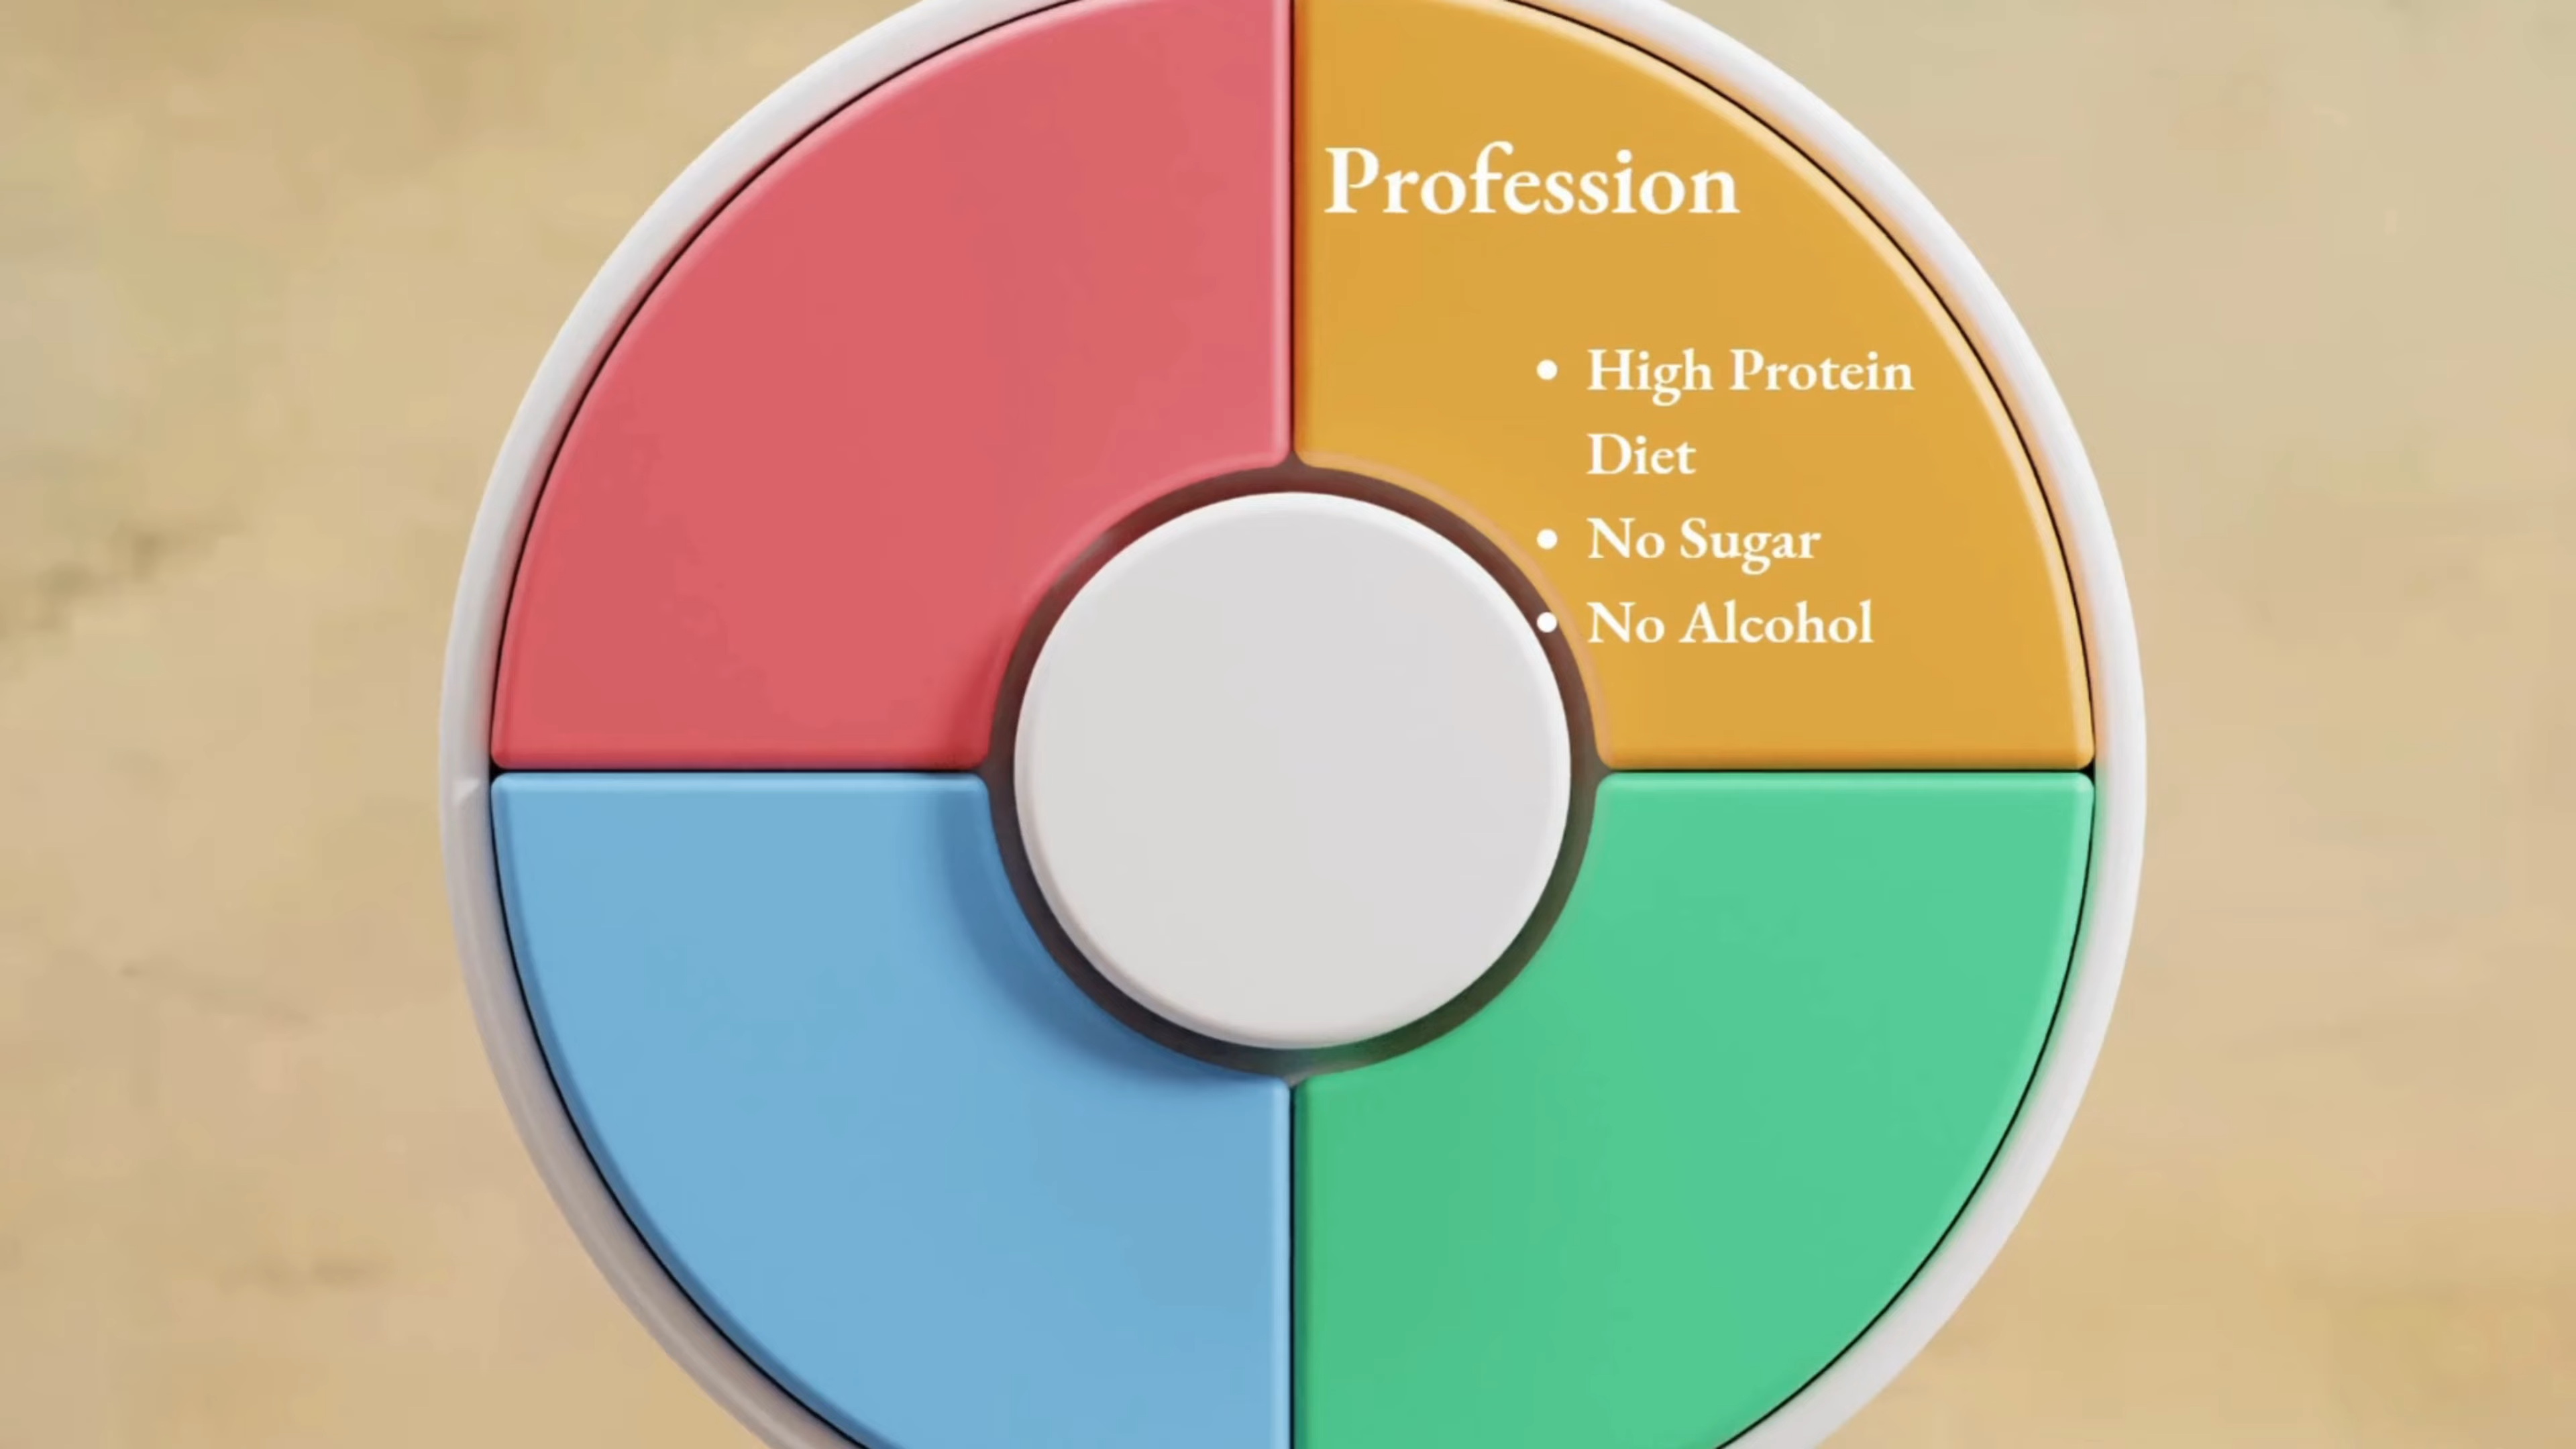 Profession
• High Protein
Diet
• No Sugar
• No Alcohol